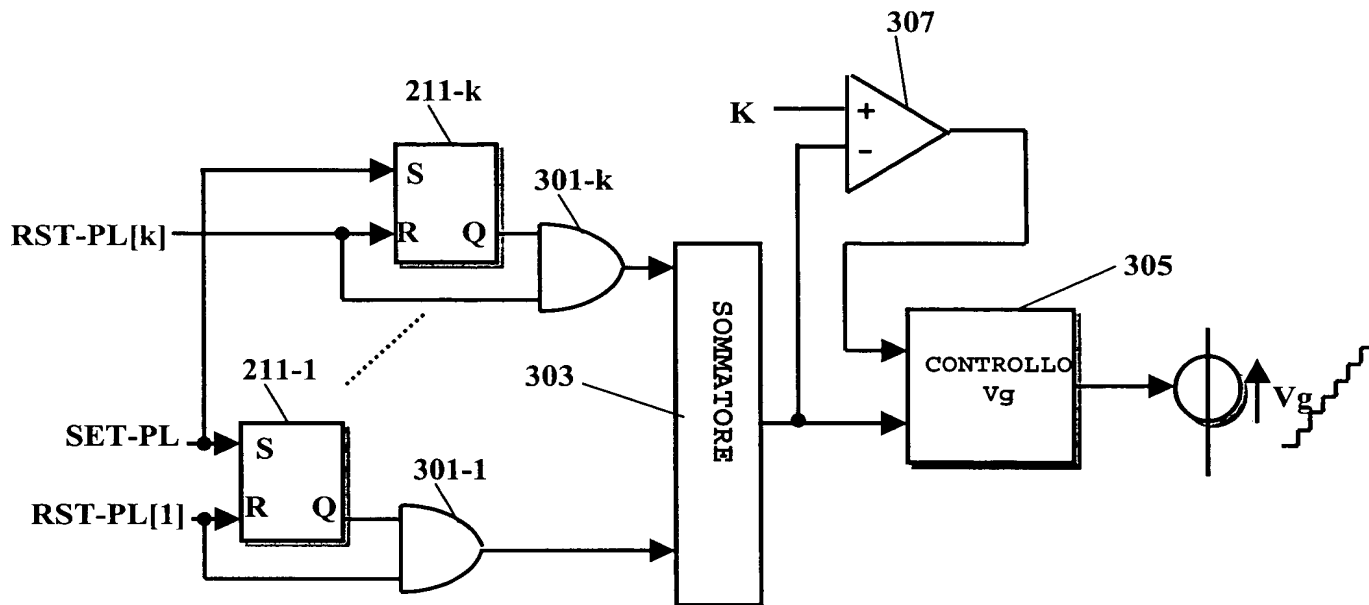 307
211-k
K
+
-
S
301-k
RST-PL[k]
R Q
305
SOMMATORE
211-1
303
CONTROLLO
Vg
Vg
SET-PL
S
301-1
RST-PL[1]
R Q